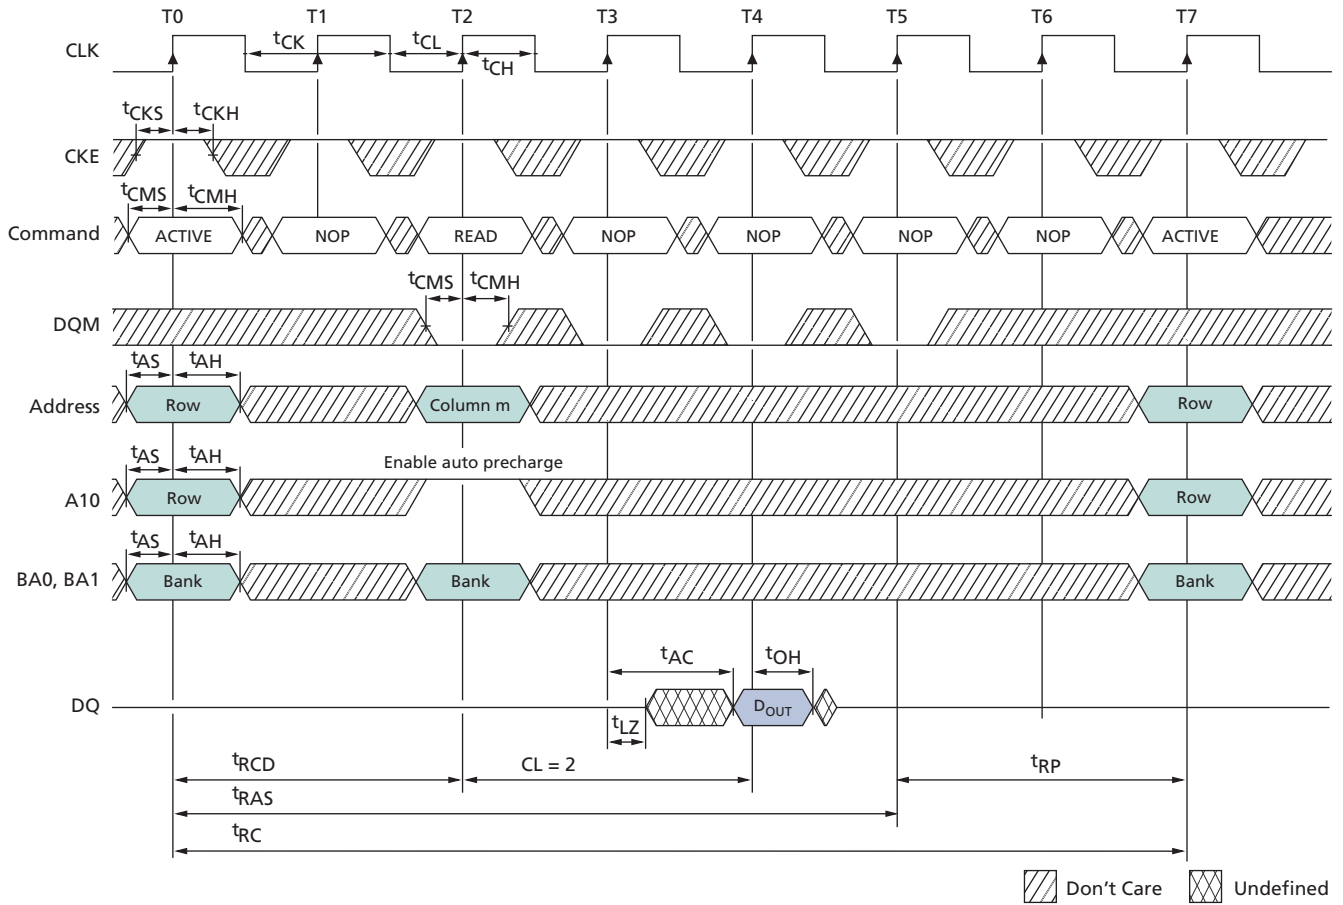 T0 T1 T2 T3 T4 T5 T6 T7
CLK tCK tCL tCH
tCKS tCKH
CKE
tCMS tCMH
Command ACTIVE NOP READ NOP NOP NOP NOP ACTIVE
tCMS tCMH
DQM
tAS tAH
Address Row Column m Row
tAS tAH Enable auto precharge
A10 Row Row
tAS tAH
BA0, BA1 Bank Bank Bank
tAC tOH
DQ DOUT
tLZ
tRCD CL = 2 tRP
tRAS
tRC
Don't Care Undefined